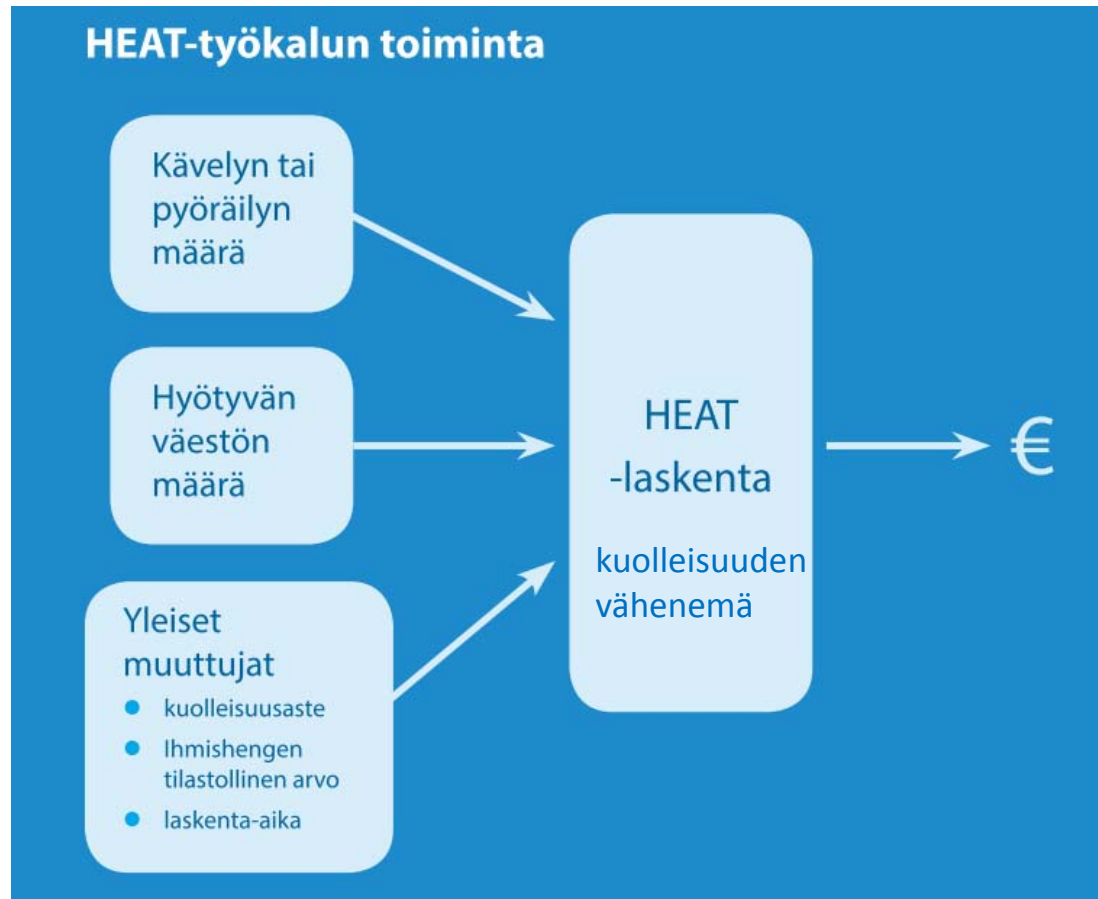 HEAT-työkalun toiminta
Kävelyn tai
pyöräilyn
määrä
Hyötyvän
väestön
määrä
Yleiset
muuttujat
● kuolleisuusaste
● Ihmishengen
tilastollinen arvo
● laskenta-aika
HEAT
-laskenta
kuolleisuuden
vähenemä
€